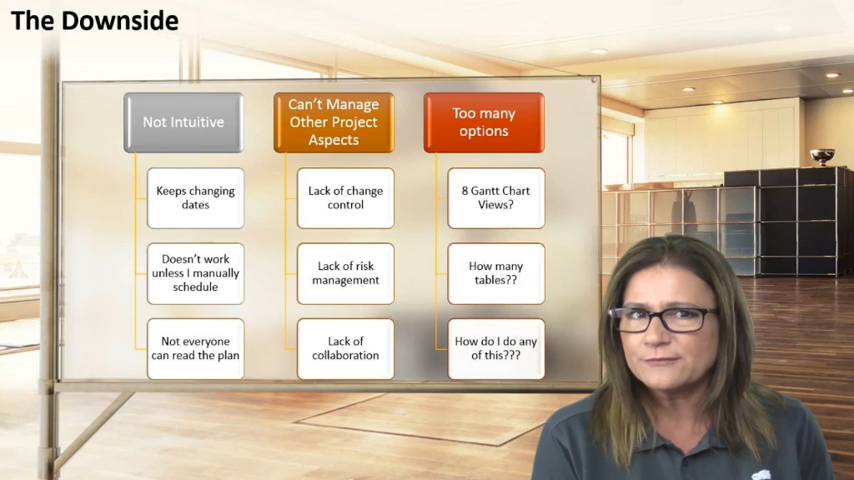 The Downside
Not Intuitive
Keeps changing
dates
Doesn't work
unless I manually
schedule
Not everyone
can read the plan
Can't Manage
Other Project
Aspects
Lack of change
control
Lack of risk
management
Lack of
collaboration
Too many
options
8 Gantt Chart
Views?
How many
tables??
How do I do any
of this???